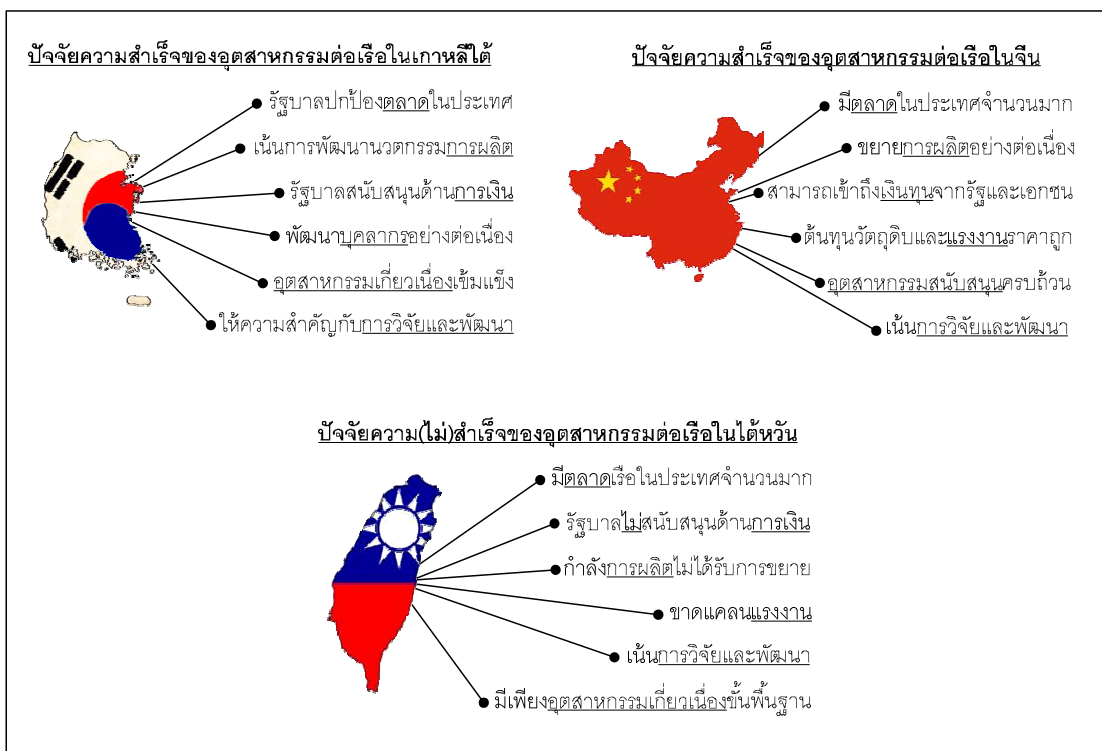 ปัจจัยความสำเร็จของอุตสาหกรรมต่อเรือในเกาหลีใต้
รัฐบาลปกป้องตลาดในประเทศ
เน้นการพัฒนานวตกรรมการผลิต
รัฐบาลสนับสนุนด้านการเงิน
พัฒนาบุคลากรอย่างต่อเนื่อง
อุตสาหกรรมเกี่ยวเนื่องเข้มแข็ง
ให้ความสำคัญกับการวิจัยและพัฒนา
ปัจจัยความสำเร็จของอุตสาหกรรมต่อเรือในจีน
มีตลาดในประเทศจำนวนมาก
ขยายการผลิตอย่างต่อเนื่อง
สามารถเข้าถึงเงินทุนจากรัฐและเอกชน
ต้นทุนวัตถุดิบและแรงงานราคาถูก
อุตสาหกรรมสนับสนุนครบถ้วน
เน้นการวิจัยและพัฒนา
ปัจจัยความ(ไม่)สำเร็จของอุตสาหกรรมต่อเรือในไต้หวัน
มีตลาดเรือในประเทศจำนวนมาก
รัฐบาลไม่สนับสนุนด้านการเงิน
กำลังการผลิตไม่ได้รับการขยาย
ขาดแคลนแรงงาน
เน้นการวิจัยและพัฒนา
มีเพียงอุตสาหกรรมเกี่ยวเนื่องขั้นพื้นฐาน